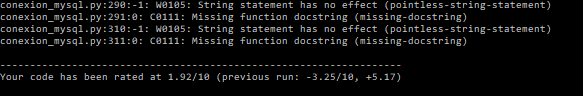 conexion_mysql.py:290:-1: W0105: String statement has no effect (pointless-string-statement)
conexion_mysql.py:291:0: C0111: Missing function docstring (missing-docstring)
conexion_mysql.py:310:-1: W0105: String statement has no effect (pointless-string-statement)
conexion_mysql.py:311:0: C0111: Missing function docstring (missing-docstring)
------------------------------------------------------------------
Your code has been rated at 1.92/10 (previous run: -3.25/10, +5.17)